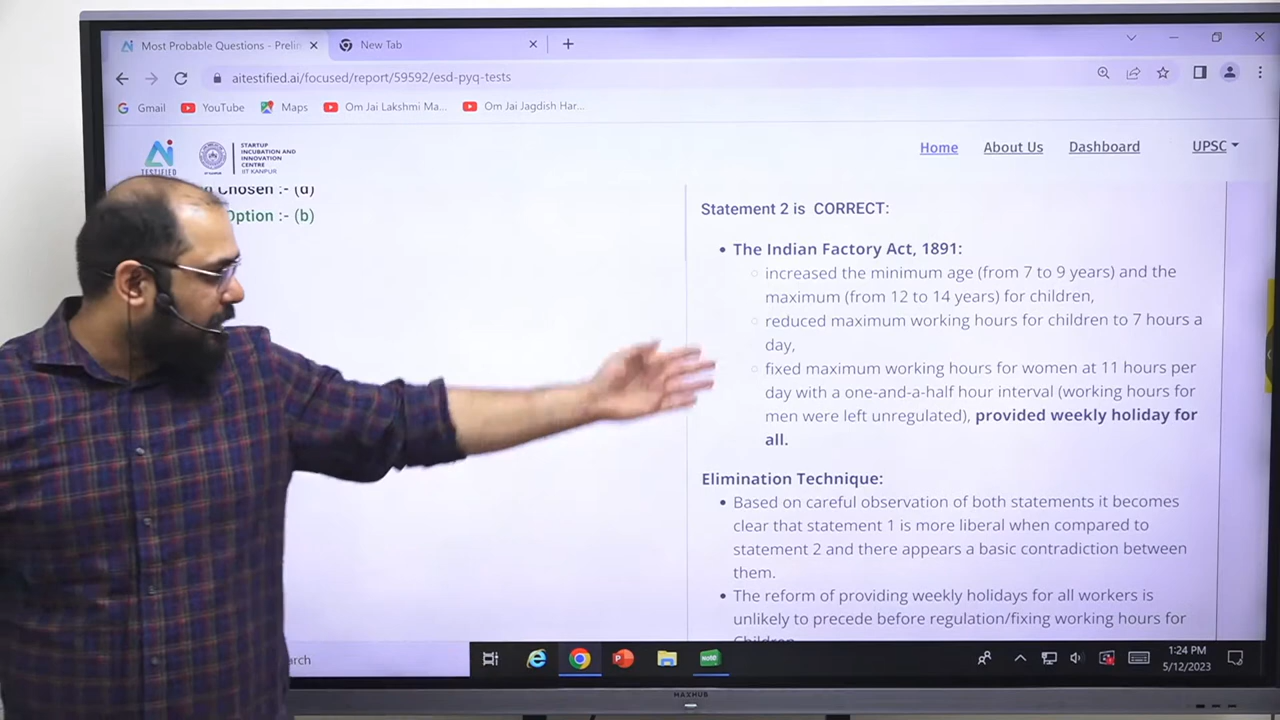 Most Probable Questions - Prelin
New Tab
aitestified.ai/focused/report/59592/esd-pyq-tests
Gmail
YouTube
Maps
Om Jai Lakshmi Ma...
Om Jai Jagdish Har...
TESTIFIED
STARTUP
INCUBATION AND
INNOVATION
CENTRE
IIT KANPUR
Home
About Us
Dashboard
UPSC
Chosen :- (a)
Option :- (b)
Statement 2 is CORRECT:
• The Indian Factory Act, 1891:
○ increased the minimum age (from 7 to 9 years) and the
maximum (from 12 to 14 years) for children,
○ reduced maximum working hours for children to 7 hours a
day,
○ fixed maximum working hours for women at 11 hours per
day with a one-and-a-half hour interval (working hours for
men were left unregulated), provided weekly holiday for
all.
Elimination Technique:
• Based on careful observation of both statements it becomes
clear that statement 1 is more liberal when compared to
statement 2 and there appears a basic contradiction between
them.
• The reform of providing weekly holidays for all workers is
unlikely to precede before regulation/fixing working hours for
Children
arch
1:24 PM
5/12/2023
MAXHUB